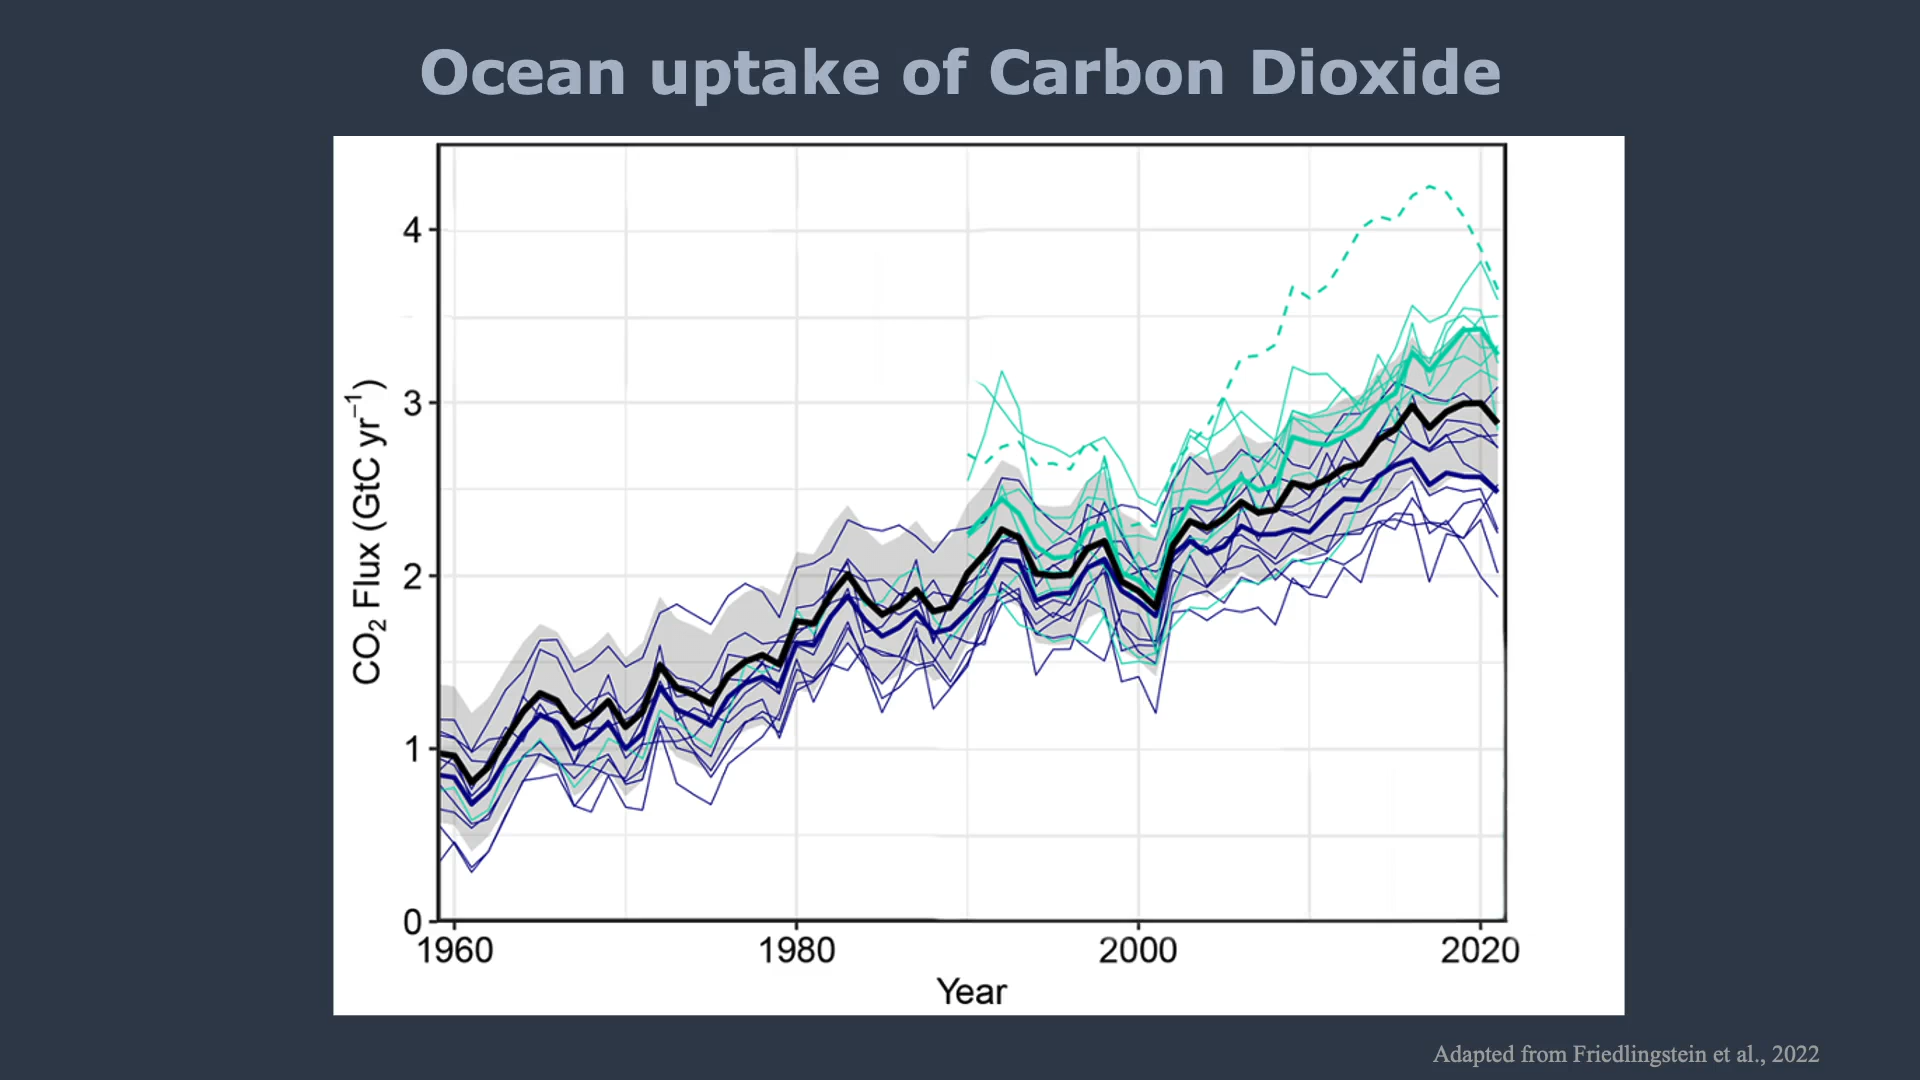 Ocean uptake of Carbon Dioxide
4
3
2
1
0
CO₂ Flux (GtC yr⁻¹)
1960 1980 2000 2020
Year
Adapted from Friedlingstein et al., 2022